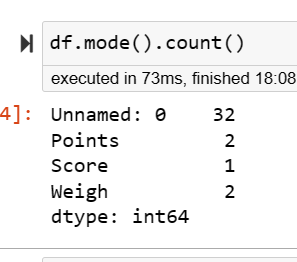 df.mode().count()
executed in 73ms, finished 18:08
4]: Unnamed: 0 32
Points 2
Score 1
Weigh 2
dtype: int64